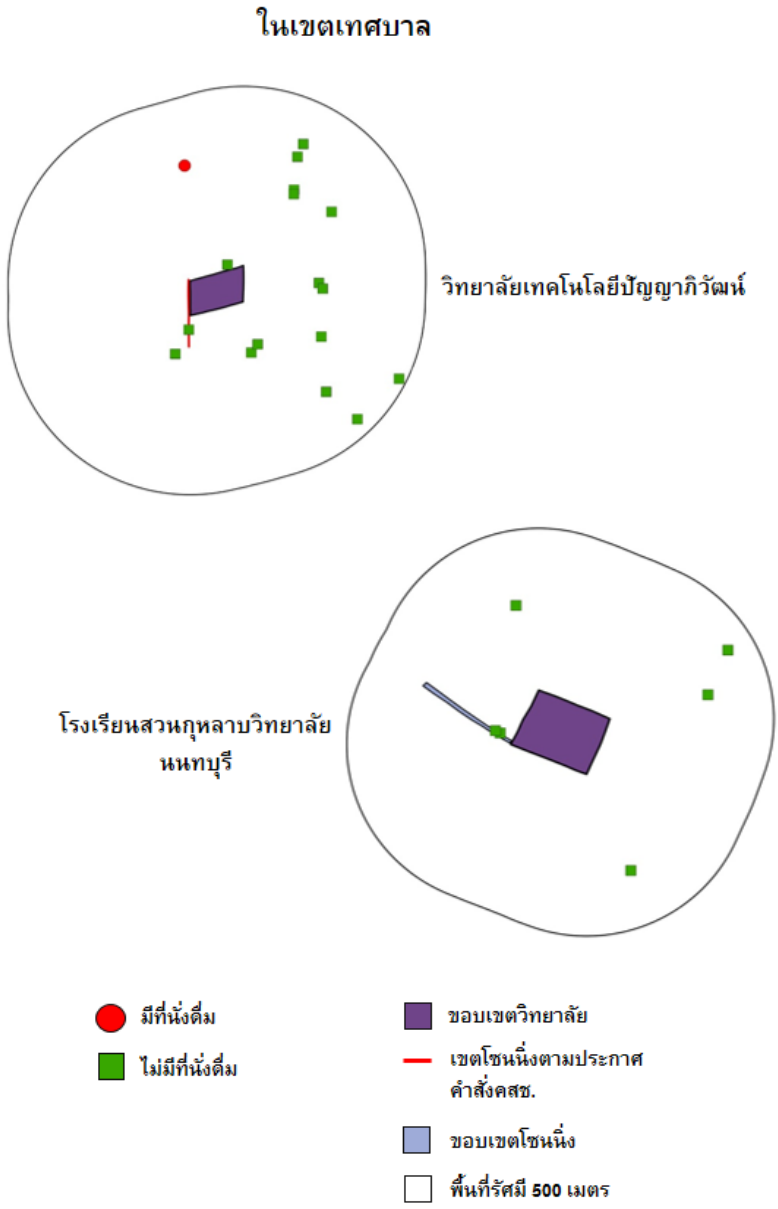 ในเขตเทศบาล
วิทยาลัยเทคโนโลยีปัญญาภิวัฒน์
โรงเรียนสวนกุหลาบวิทยาลัย
นนทบุรี
มีที่นั่งดื่ม
ไม่มีที่นั่งดื่ม
ขอบเขตวิทยาลัย
เขตโซนนิ่งตามประกาศ
คำสั่งคสช.
ขอบเขตโซนนิ่ง
พื้นที่รัศมี 500 เมตร